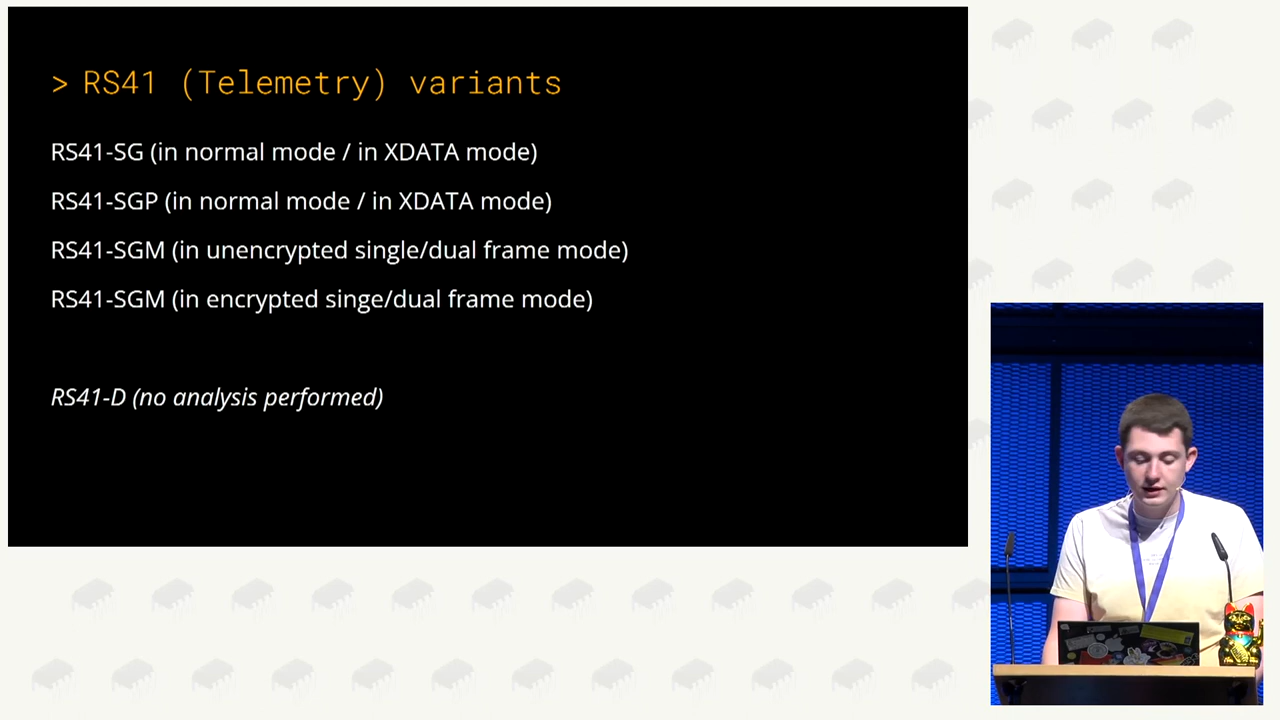 > RS41 (Telemetry) variants
RS41-SG (in normal mode / in XDATA mode)
RS41-SGP (in normal mode / in XDATA mode)
RS41-SGM (in unencrypted single/dual frame mode)
RS41-SGM (in encrypted singe/dual frame mode)
RS41-D (no analysis performed)